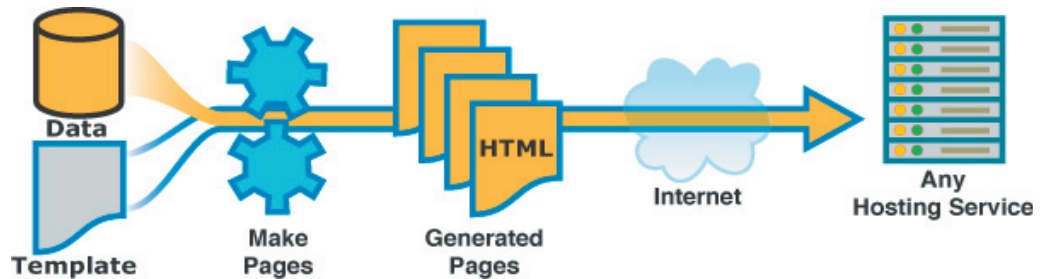 Data
Template
Make
Pages
HTML
Generated
Pages
Internet
Any
Hosting Service